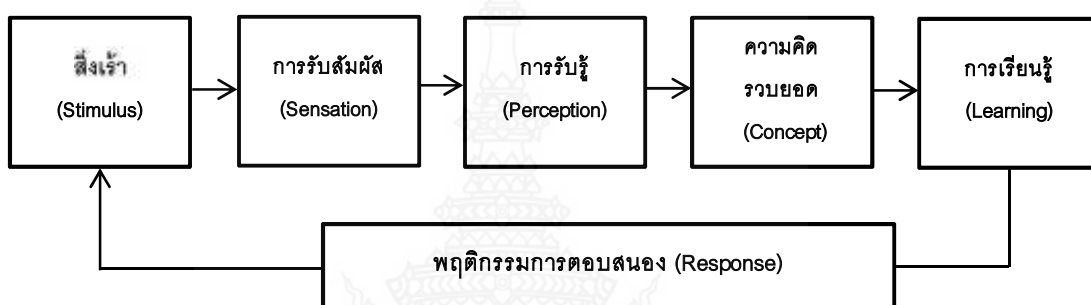 สิ่งเร้า
(Stimulus)
การรับสัมผัส
(Sensation)
การรับรู้
(Perception)
ความคิด
รวบยอด
(Concept)
การเรียนรู้
(Learning)
พฤติกรรมการตอบสนอง (Response)